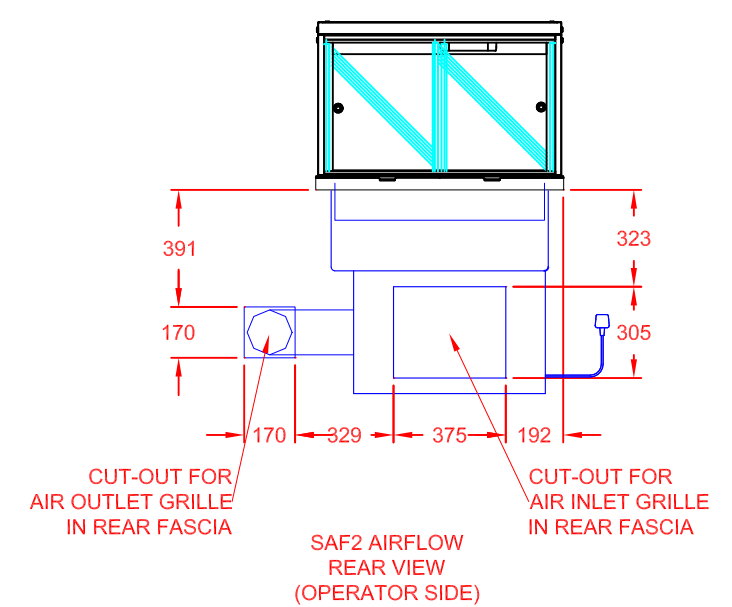 391
323
170
305
170
329
375
192
CUT-OUT FOR
AIR OUTLET GRILLE
IN REAR FASCIA
CUT-OUT FOR
AIR INLET GRILLE
IN REAR FASCIA
SAF2 AIRFLOW
REAR VIEW
(OPERATOR SIDE)